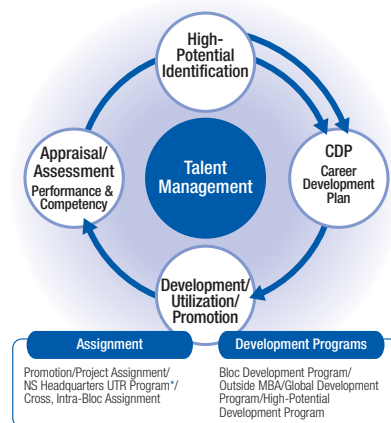 High-
Potential
Identification
Appraisal/
Assessment
Performance &
Competency
Talent
Management
CDP
Career
Development
Plan
Development/
Utilization/
Promotion
Assignment
Promotion/Project Assignment/
NS Headquarters UTR Program*/
Cross, Intra-Bloc Assignment
Development Programs
Bloc Development Program/
Outside MBA/Global Development
Program/High-Potential
Development Program